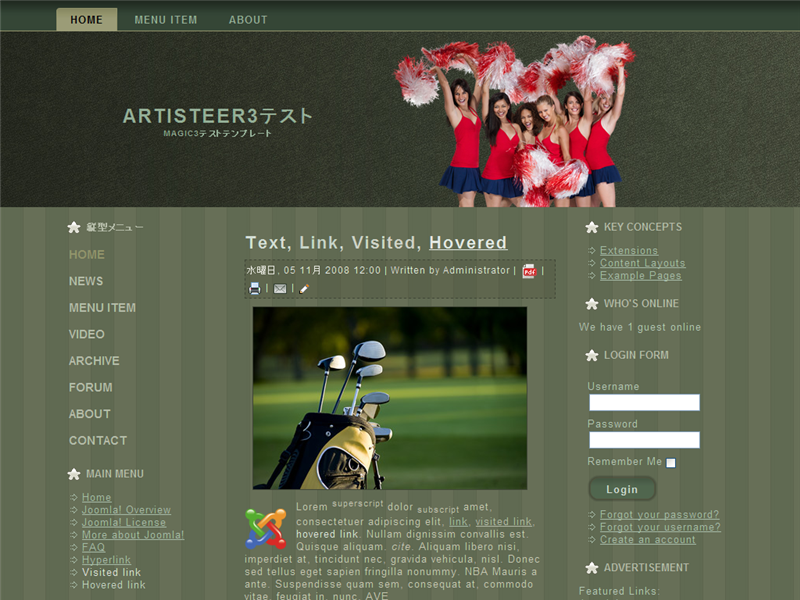 HOME MENU ITEM ABOUT
ARTISTEER3テスト
MAGIC3テストテンプレート
縦型メニュー
HOME
NEWS
MENU ITEM
VIDEO
ARCHIVE
FORUM
ABOUT
CONTACT
MAIN MENU
Home
Joomla! Overview
Joomla! License
More about Joomla!
FAQ
Hyperlink
Visited link
Hovered link
Text, Link, Visited, Hovered
水曜日, 05 11月 2008 12:00 | Written by Administrator | PDF |
| |
Lorem superscript dolor subscript amet,
consectetuer adipiscing elit, link, visited link,
hovered link. Nullam dignissim convallis est.
Quisque aliquam. cite. Aliquam libero nisi,
imperdiet at, tincidunt nec, gravida vehicula, nisl. Donec
sed tellus eget sapien fringilla nonummy. NBA Mauris a
ante. Suspendisse quam sem, consequat at, commodo
vitae, feugiat in, nunc. AVE
KEY CONCEPTS
Extensions
Content Layouts
Example Pages
WHO'S ONLINE
We have 1 guest online
LOGIN FORM
Username
Password
Remember Me
Login
Forgot your password?
Forgot your username?
Create an account
ADVERTISEMENT
Featured Links: